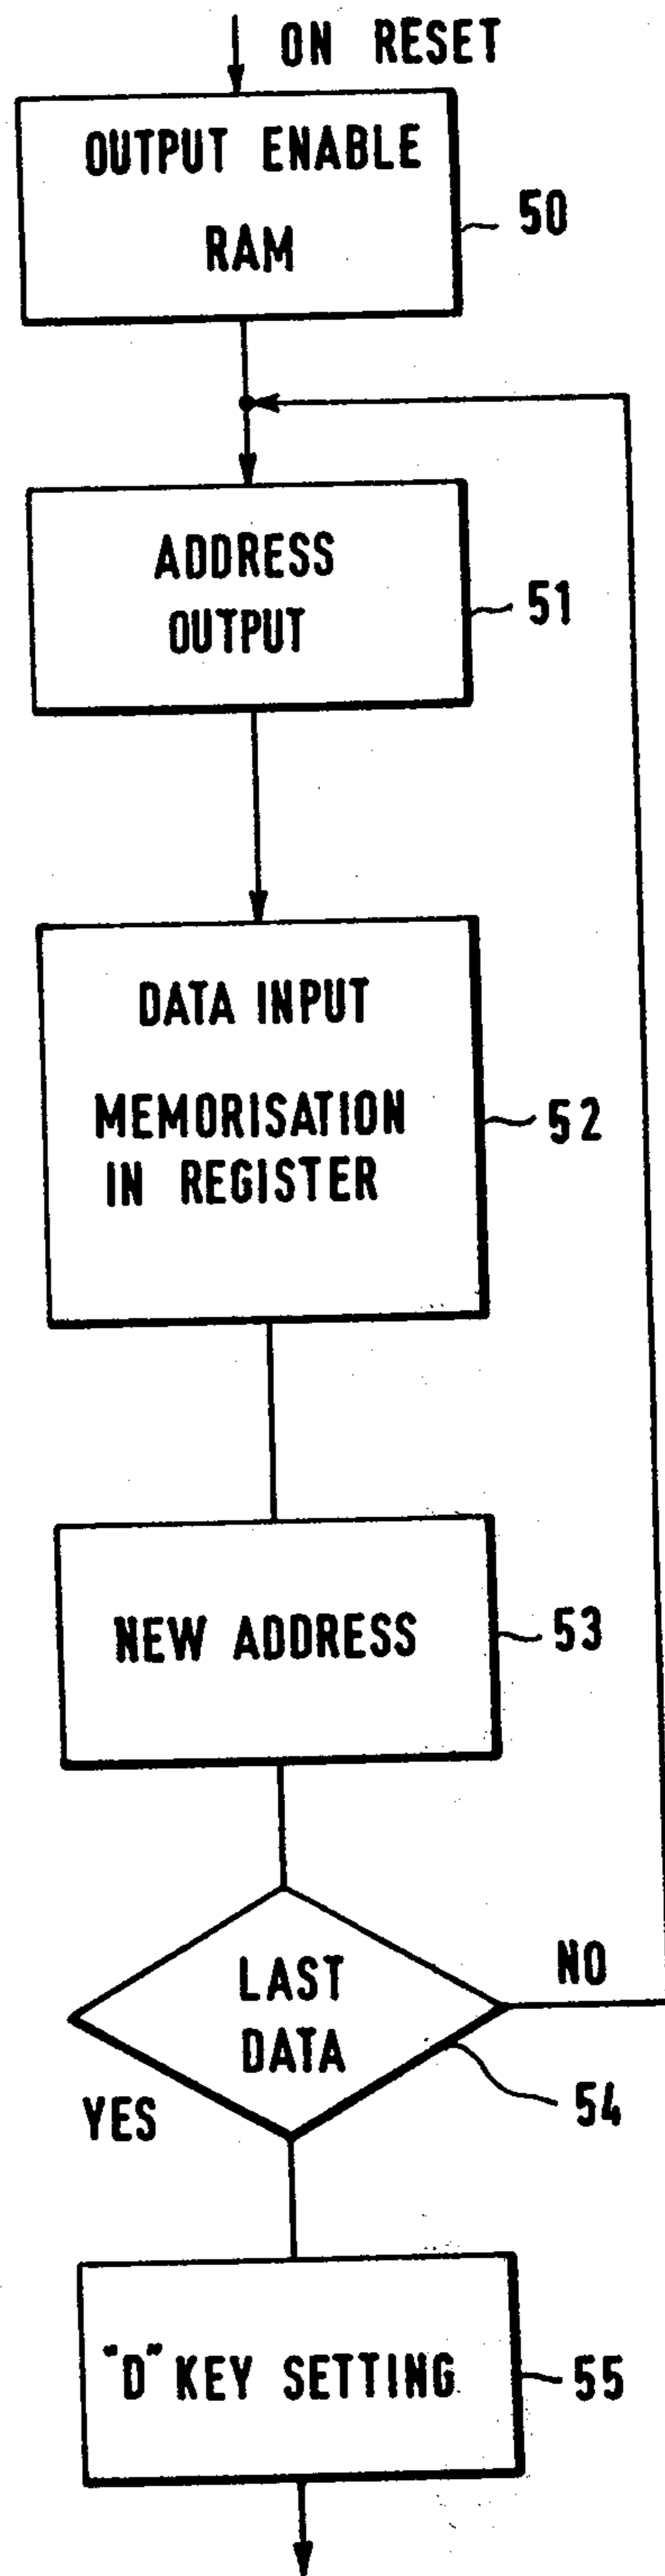 ON RESET
OUTPUT ENABLE
RAM
50
ADDRESS
OUTPUT
51
DATA INPUT
MEMORISATION
IN REGISTER
52
NEW ADDRESS
53
LAST
DATA
NO
YES
54
"D" KEY SETTING
55